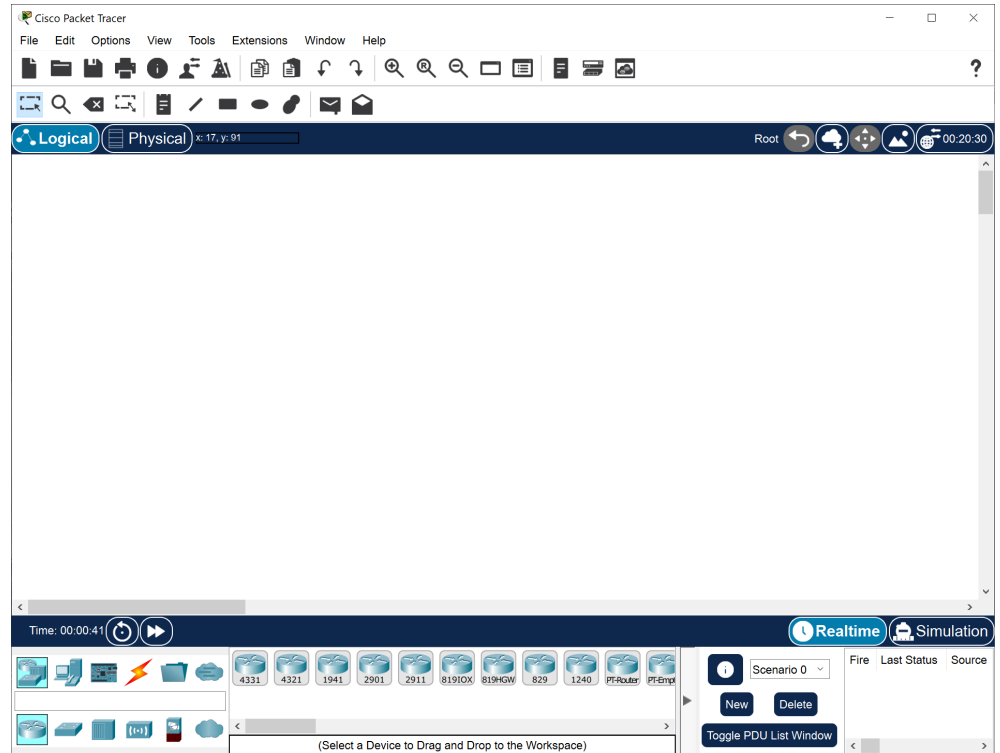 Cisco Packet Tracer
File Edit Options View Tools Extensions Window Help
Logical Physical x: 17, y: 91 Root 00:20:30
Time: 00:00:41 Realtime Simulation
4331 4321 1941 2901 2911 819IOX 819HGW 829 1240 PT-Router PT-Empt
Scenario 0
Fire Last Status Source
New Delete
Toggle PDU List Window
(Select a Device to Drag and Drop to the Workspace)